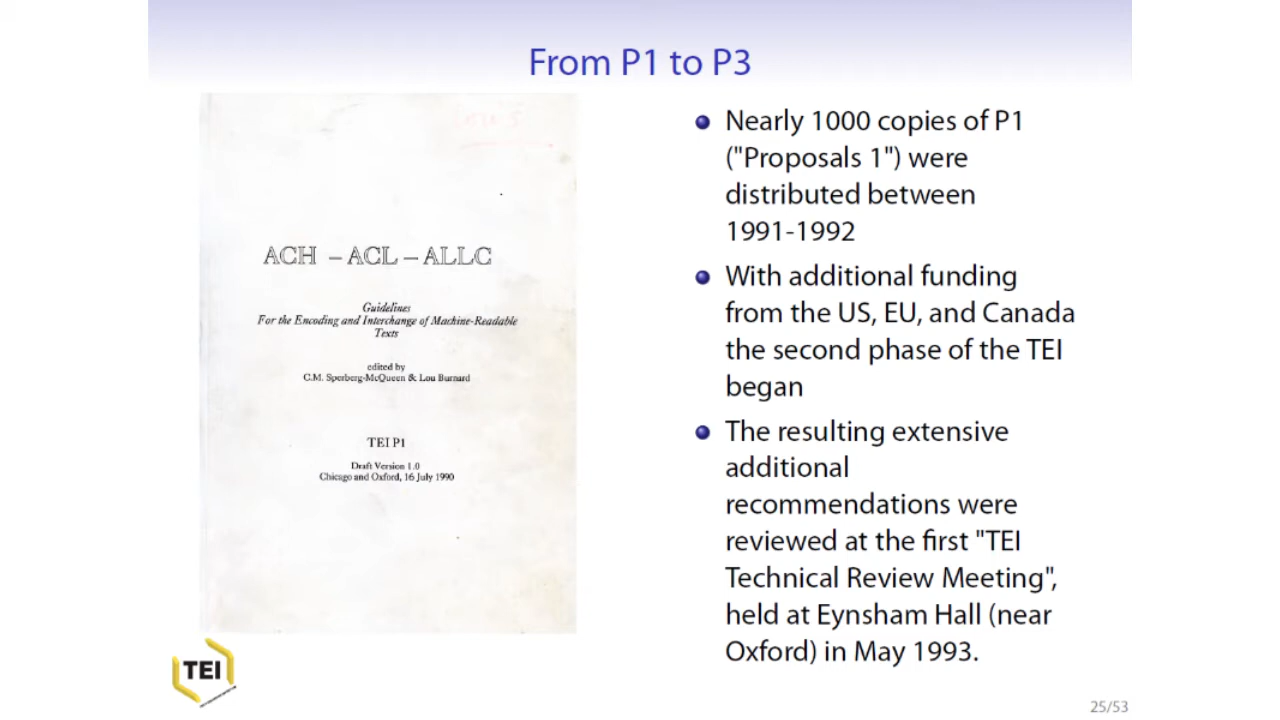 From P1 to P3
ACH – ACL – ALLC
Guidelines
For the Encoding and Interchange of Machine-Readable
Texts
edited by
C.M. Sperberg-McQueen & Lou Burnard
TEI P1
Draft Version 1.0
Chicago and Oxford, 16 July 1990
Nearly 1000 copies of P1
("Proposals 1") were
distributed between
1991-1992
With additional funding
from the US, EU, and Canada
the second phase of the TEI
began
The resulting extensive
additional
recommendations were
reviewed at the first "TEI
Technical Review Meeting",
held at Eynsham Hall (near
Oxford) in May 1993.
TEI
25/53